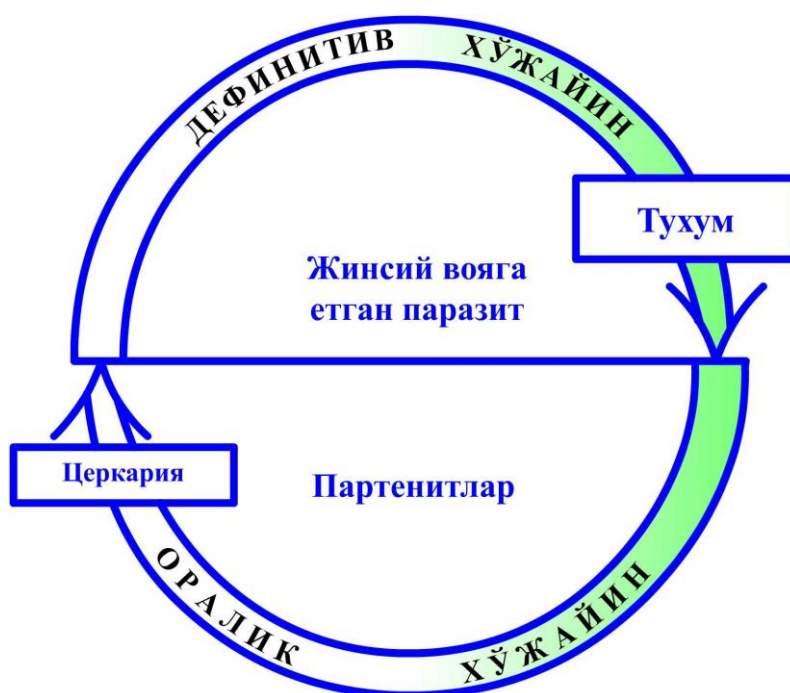 ДЕФИНИТИВ ХЎЖАЙИН
Тухум
Жинсий вояга
етган паразит
Церкария
Партенитлар
ОРАЛИК ХЎЖАЙИН